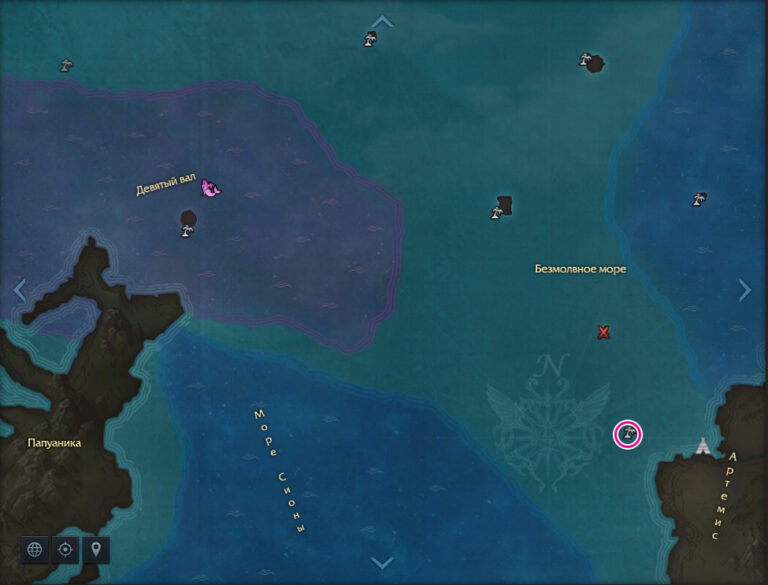 Девятый вал
Безмолвное море
N
Море Сионы
Папуаника
Артемис